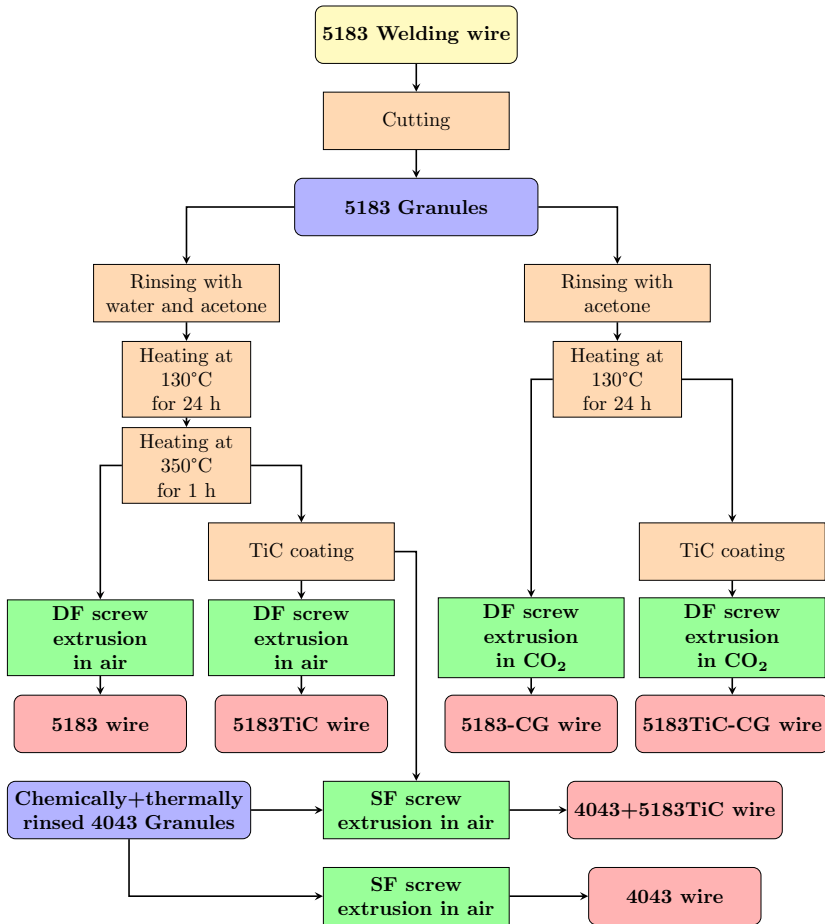 5183 Welding wire
Cutting
5183 Granules
Rinsing with
water and acetone
Rinsing with
acetone
Heating at
130°C
for 24 h
Heating at
130°C
for 24 h
Heating at
350°C
for 1 h
TiC coating
TiC coating
DF screw
extrusion
in air
DF screw
extrusion
in air
DF screw
extrusion
in CO₂
DF screw
extrusion
in CO₂
5183 wire
5183TiC wire
5183-CG wire
5183TiC-CG wire
Chemically+thermally
rinsed 4043 Granules
SF screw
extrusion in air
4043+5183TiC wire
SF screw
extrusion in air
4043 wire